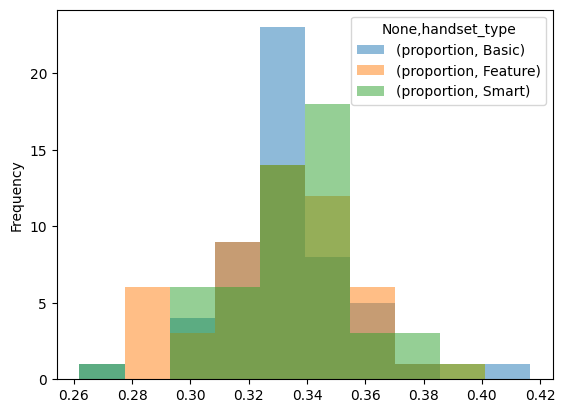 None,handset_type
(proportion, Basic)
(proportion, Feature)
(proportion, Smart)
Frequency
20
15
10
5
0
0.26 0.28 0.30 0.32 0.34 0.36 0.38 0.40 0.42